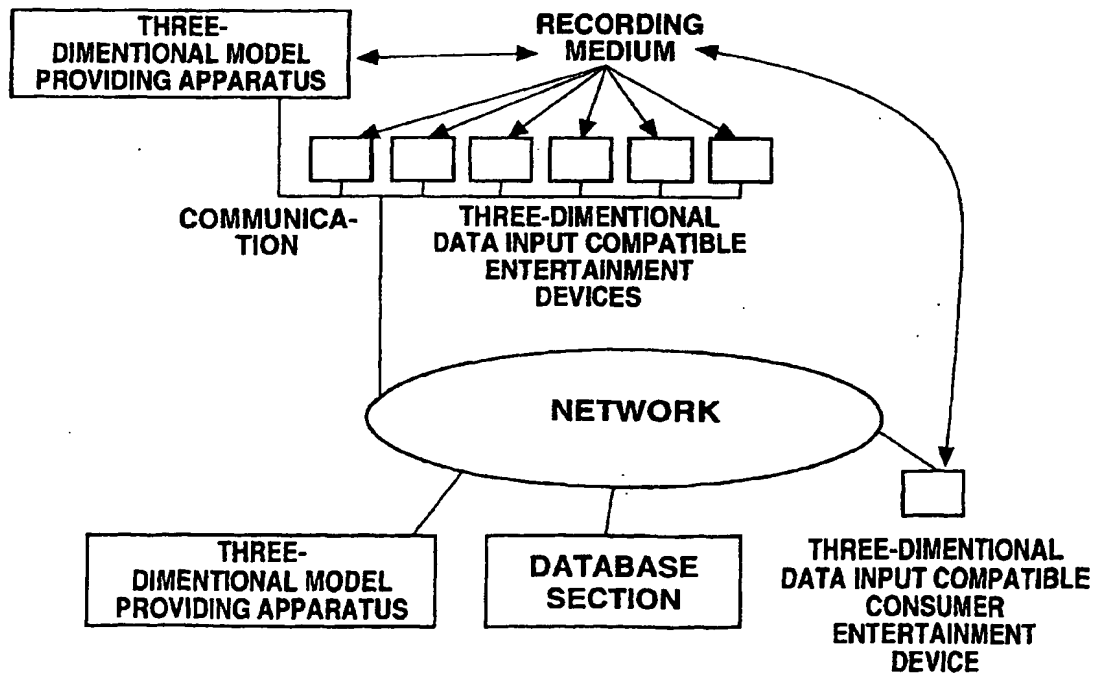 THREE-
DIMENTIONAL MODEL
PROVIDING APPARATUS
RECORDING
MEDIUM
COMMUNICA-
TION
THREE-DIMENTIONAL
DATA INPUT COMPATIBLE
ENTERTAINMENT
DEVICES
NETWORK
THREE-
DIMENTIONAL MODEL
PROVIDING APPARATUS
DATABASE
SECTION
THREE-DIMENTIONAL
DATA INPUT COMPATIBLE
CONSUMER
ENTERTAINMENT
DEVICE